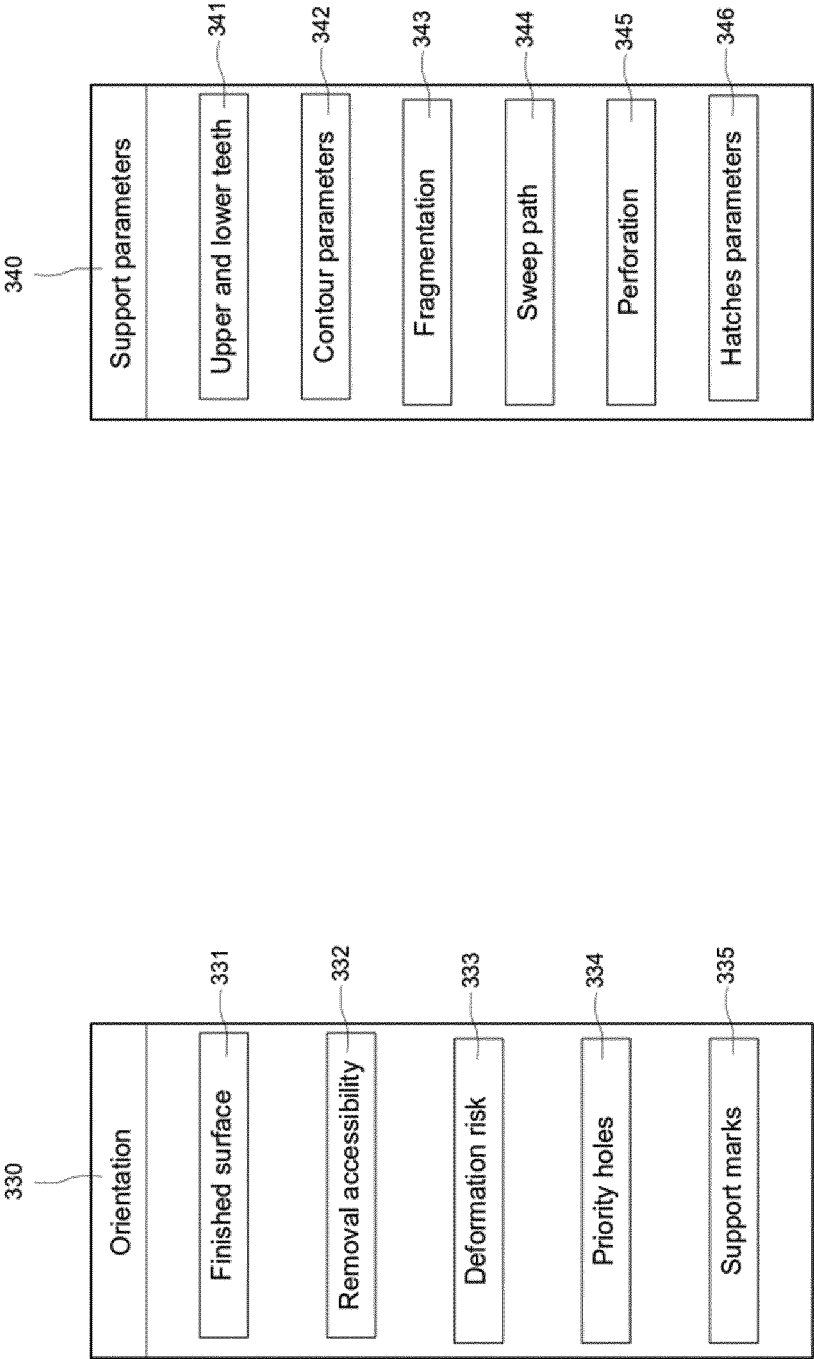 330
Orientation
Finished surface
331
Removal accessibility
332
Deformation risk
333
Priority holes
334
Support marks
335
340
Support parameters
Upper and lower teeth
341
Contour parameters
342
Fragmentation
343
Sweep path
344
Perforation
345
Hatches parameters
346